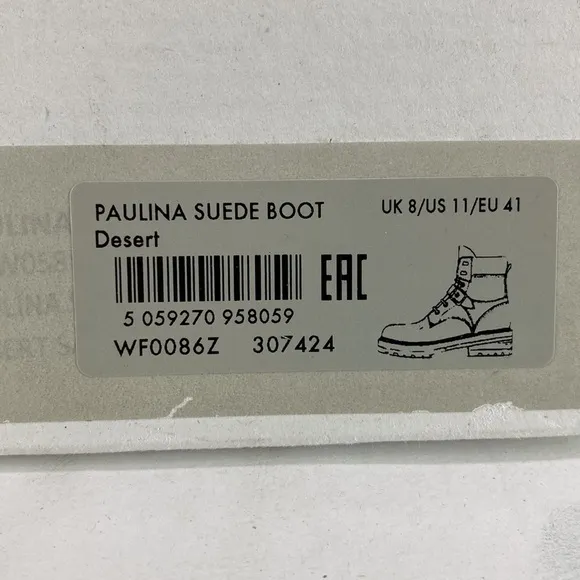 PAULINA SUEDE BOOT UK 8/US 11/EU 41
Desert
EAC
5 059270 958059
WF0086Z 307424